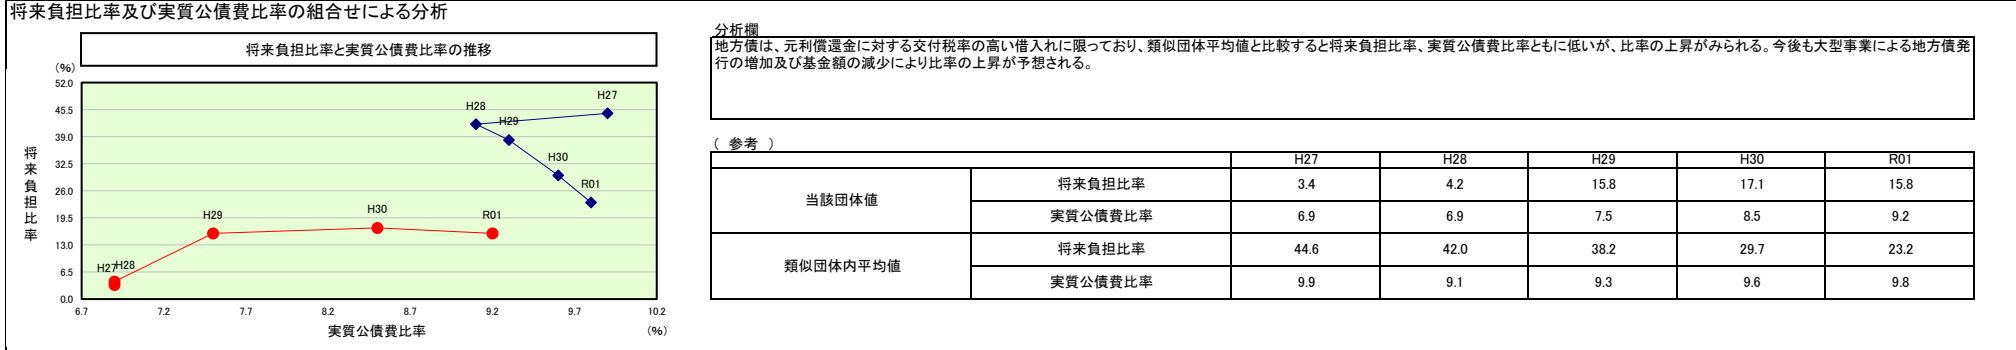 将来負担比率及び実質公債費比率の組合せによる分析
将来負担比率と実質公債費比率の推移
(%)
52.0
45.5
39.0
32.5
26.0
19.5
13.0
6.5
0.0
将来負担比率
H27
H28
H29
H30
R01
H29
H30
R01
H27
H28
6.7 7.2 7.7 8.2 8.7 9.2 9.7 10.2
実質公債費比率
(%)
分析欄
地方債は、元利償還金に対する交付税率の高い借入れに限っており、類似団体平均値と比較すると将来負担比率、実質公債費比率ともに低いが、比率の上昇がみられる。今後も大型事業による地方債発
行の増加及び基金額の減少により比率の上昇が予想される。
( 参考 )
H27 H28 H29 H30 R01
当該団体値
将来負担比率 3.4 4.2 15.8 17.1 15.8
実質公債費比率 6.9 6.9 7.5 8.5 9.2
類似団体内平均値
将来負担比率 44.6 42.0 38.2 29.7 23.2
実質公債費比率 9.9 9.1 9.3 9.6 9.8